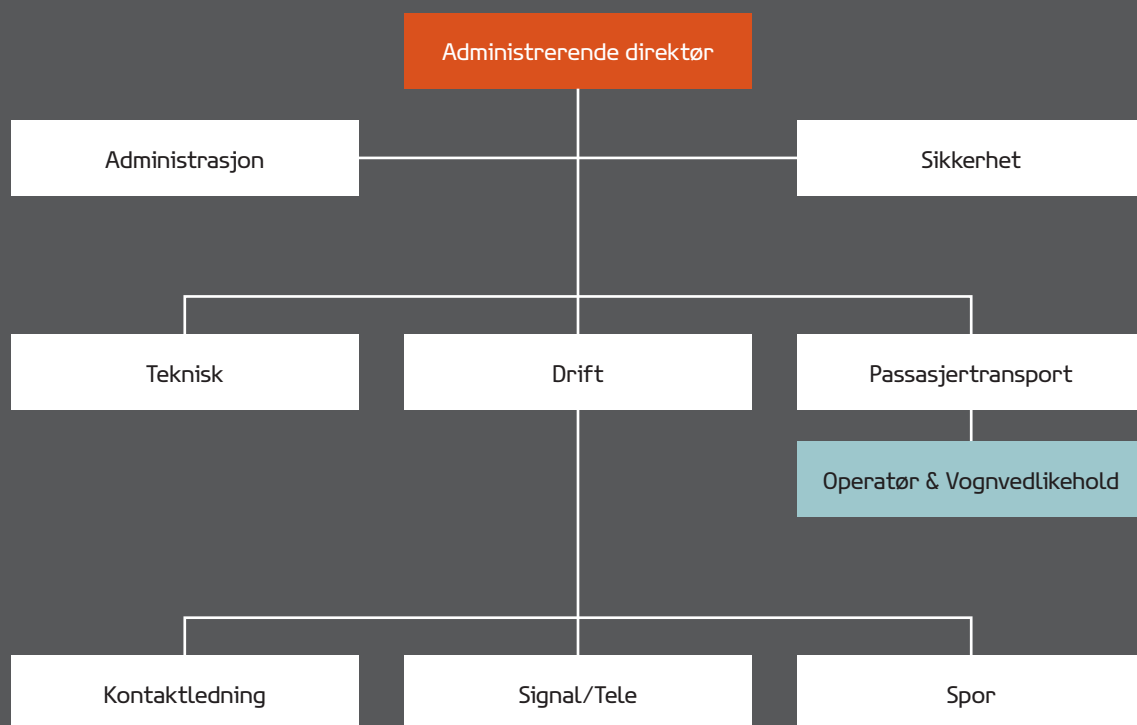 Administrerende direktør
Administrasjon
Sikkerhet
Teknisk
Drift
Passasjertransport
Operatør & Vognvedlikehold
Kontaktledning
Signal/Tele
Spor